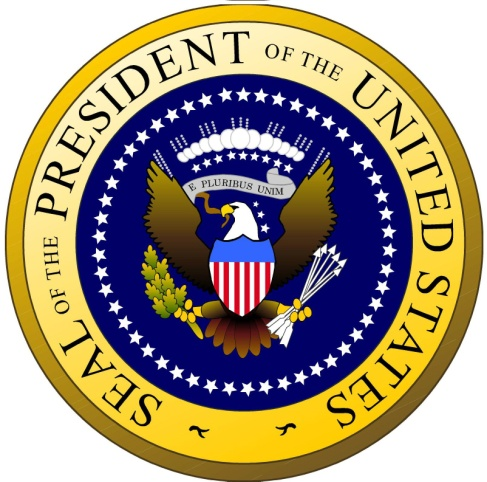 SEAL OF THE PRESIDENT OF THE UNITED STATES
E PLURIBUS UNIM